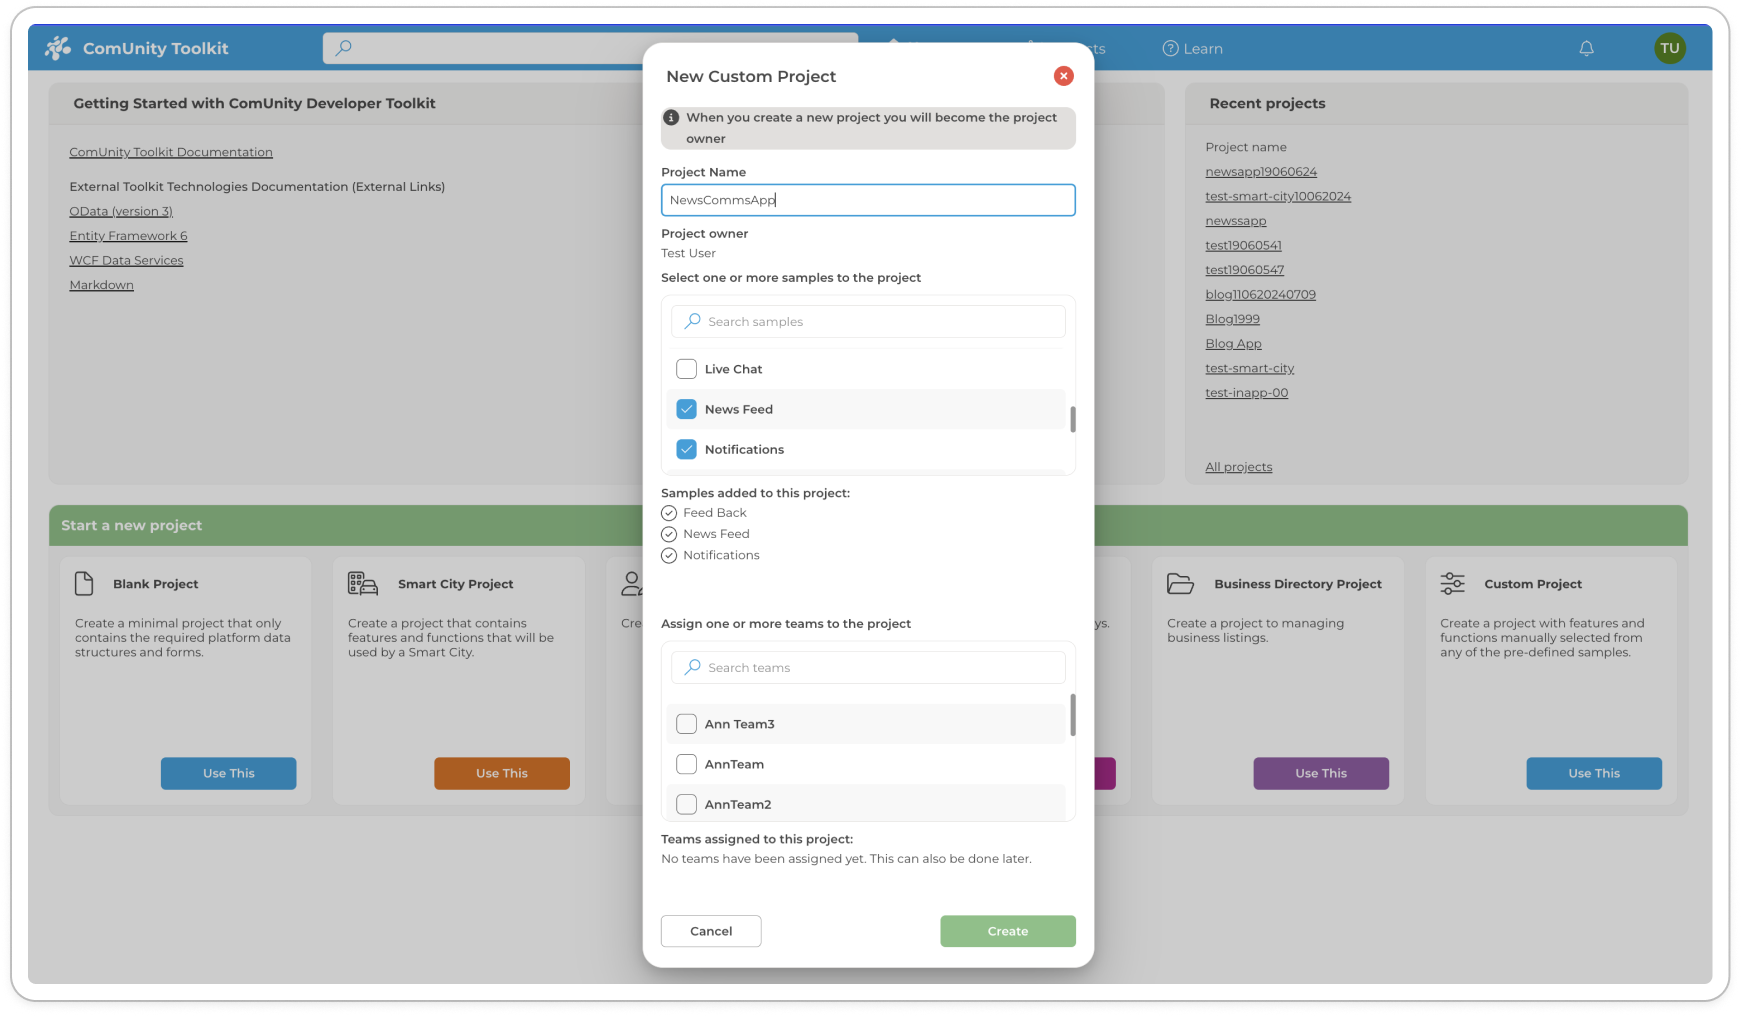 ComUnity Toolkit
Learn
TU
Getting Started with ComUnity Developer Toolkit
ComUnity Toolkit Documentation
External Toolkit Technologies Documentation (External Links)
OData (version 3)
Entity Framework 6
WCF Data Services
Markdown
Recent projects
Project name
newsapp19060624
test-smart-city10062024
newssapp
test19060541
test19060547
blog110620240709
Blog1999
Blog App
test-smart-city
test-inapp-00
All projects
New Custom Project
When you create a new project you will become the project
owner
Project Name
NewsCommsApp
Project owner
Test User
Select one or more samples to the project
Search samples
Live Chat
News Feed
Notifications
Samples added to this project:
Feed Back
News Feed
Notifications
Assign one or more teams to the project
Search teams
Ann Team3
AnnTeam
AnnTeam2
Teams assigned to this project:
No teams have been assigned yet. This can also be done later.
Cancel
Create
Start a new project
Blank Project
Create a minimal project that only
contains the required platform data
structures and forms.
Use This
Smart City Project
Create a project that contains
features and functions that will be
used by a Smart City.
Use This
Business Directory Project
Create a project to managing
business listings.
Use This
Custom Project
Create a project with features and
functions manually selected from
any of the pre-defined samples.
Use This